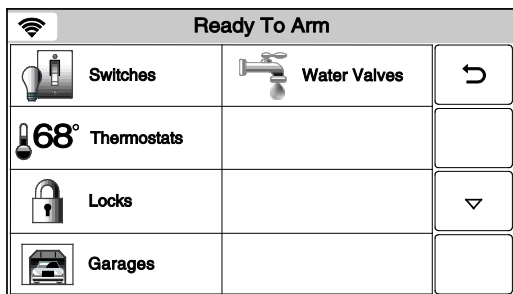 Ready To Arm
Switches
Water Valves
68° Thermostats
Locks
Garages